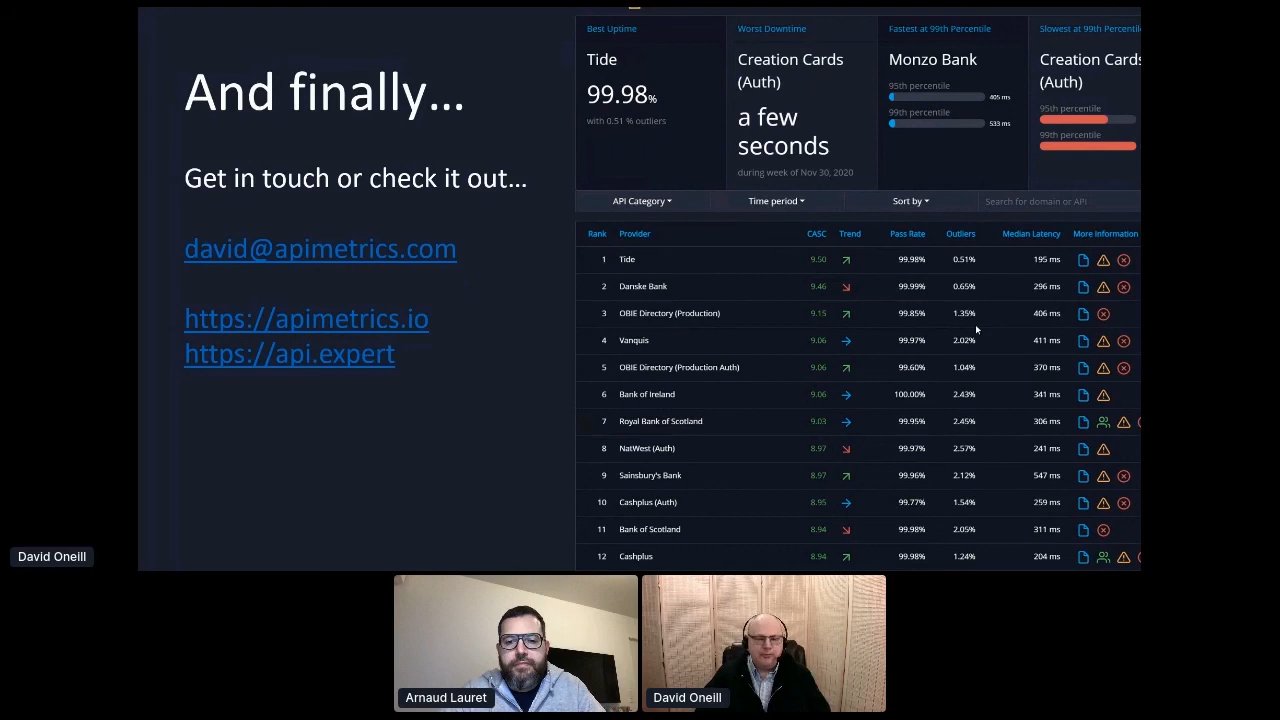 And finally...
Get in touch or check it out...
david@apimetrics.com
https://apimetrics.io
https://api.expert
Best Uptime
Tide
99.98%
with 0.51 % outliers
Worst Downtime
Creation Cards
(Auth)
a few
seconds
during week of Nov 30, 2020
Fastest at 99th Percentile
Monzo Bank
95th percentile
405 ms
99th percentile
533 ms
Slowest at 99th Percentile
Creation Cards
(Auth)
95th percentile
99th percentile
API Category Time period Sort by Search for domain or API
Rank Provider CASC Trend Pass Rate Outliers Median Latency More Information
1 Tide 9.50 99.98% 0.51% 195 ms
2 Danske Bank 9.46 99.99% 0.65% 296 ms
3 OBIE Directory (Production) 9.15 99.85% 1.35% 406 ms
4 Vanquis 9.06 99.97% 2.02% 411 ms
5 OBIE Directory (Production Auth) 9.06 99.60% 1.04% 370 ms
6 Bank of Ireland 9.06 100.00% 2.43% 341 ms
7 Royal Bank of Scotland 9.03 99.95% 2.45% 306 ms
8 NatWest (Auth) 8.97 99.97% 2.57% 241 ms
9 Sainsbury's Bank 8.97 99.96% 2.12% 547 ms
10 Cashplus (Auth) 8.95 99.77% 1.54% 259 ms
11 Bank of Scotland 8.94 99.98% 2.05% 311 ms
12 Cashplus 8.94 99.98% 1.24% 204 ms
David Oneill
Arnaud Lauret
David Oneill